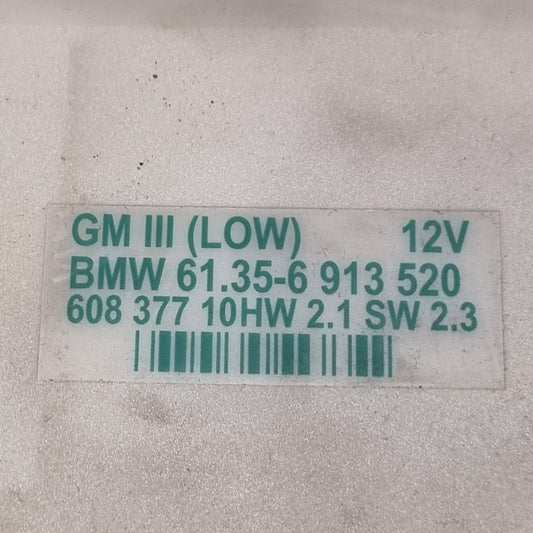 GM III (LOW) 12V
BMW 61.35-6 913 520
608 377 10HW 2.1 SW 2.3